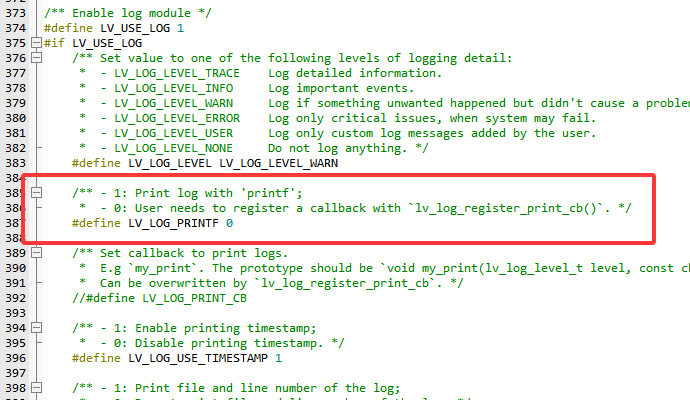 372
373 /** Enable log module */
374 #define LV_USE_LOG 1
375 #if LV_USE_LOG
376 /** Set value to one of the following levels of logging detail:
377 * - LV_LOG_LEVEL_TRACE Log detailed information.
378 * - LV_LOG_LEVEL_INFO Log important events.
379 * - LV_LOG_LEVEL_WARN Log if something unwanted happened but didn't cause a problem
380 * - LV_LOG_LEVEL_ERROR Log only critical issues, when system may fail.
381 * - LV_LOG_LEVEL_USER Log only custom log messages added by the user.
382 * - LV_LOG_LEVEL_NONE Do not log anything. */
383 #define LV_LOG_LEVEL LV_LOG_LEVEL_WARN
384
385 /** - 1: Print log with 'printf';
386 * - 0: User needs to register a callback with `lv_log_register_print_cb()`. */
387 #define LV_LOG_PRINTF 0
388
389 /** Set callback to print logs.
390 * E.g `my_print`. The prototype should be `void my_print(lv_log_level_t level, const ch
391 * Can be overwritten by `lv_log_register_print_cb`. */
392 //#define LV_LOG_PRINT_CB
393
394 /** - 1: Enable printing timestamp;
395 * - 0: Disable printing timestamp. */
396 #define LV_LOG_USE_TIMESTAMP 1
397
398 /** - 1: Print file and line number of the log;